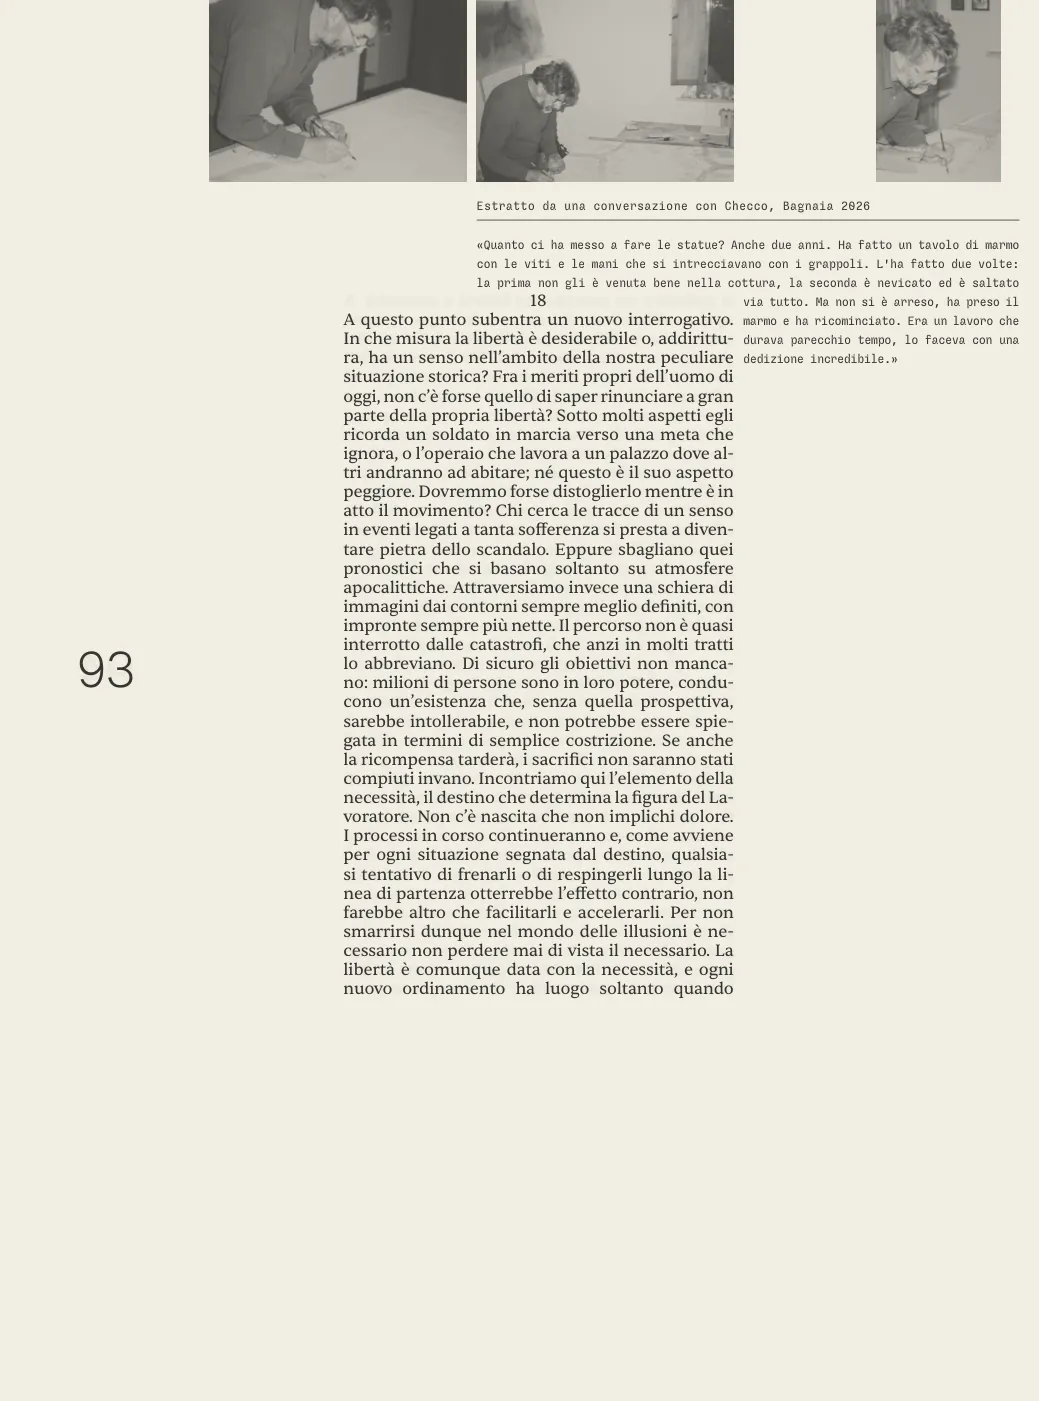 Estratto da una conversazione con Checco, Bagnaia 2026
«Quanto ci ha messo a fare le statue? Anche due anni. Ha fatto un tavolo di marmo
con le viti e le mani che si intrecciavano con i grappoli. L'ha fatto due volte:
la prima non gli è venuta bene nella cottura, la seconda è nevicato ed è saltato
via tutto. Ma non si è arreso, ha preso il
marmo e ha ricominciato. Era un lavoro che
durava parecchio tempo, lo faceva con una
dedizione incredibile.»
18
A questo punto subentra un nuovo interrogativo.
In che misura la libertà è desiderabile o, addirittu-
ra, ha un senso nell’ambito della nostra peculiare
situazione storica? Fra i meriti propri dell’uomo di
oggi, non c’è forse quello di saper rinunciare a gran
parte della propria libertà? Sotto molti aspetti egli
ricorda un soldato in marcia verso una meta che
ignora, o l’operaio che lavora a un palazzo dove al-
tri andranno ad abitare; né questo è il suo aspetto
peggiore. Dovremmo forse distoglierlo mentre è in
atto il movimento? Chi cerca le tracce di un senso
in eventi legati a tanta sofferenza si presta a diven-
tare pietra dello scandalo. Eppure sbagliano quei
pronostici che si basano soltanto su atmosfere
apocalittiche. Attraversiamo invece una schiera di
immagini dai contorni sempre meglio definiti, con
impronte sempre più nette. Il percorso non è quasi
interrotto dalle catastrofi, che anzi in molti tratti
lo abbreviano. Di sicuro gli obiettivi non manca-
no: milioni di persone sono in loro potere, condu-
cono un’esistenza che, senza quella prospettiva,
sarebbe intollerabile, e non potrebbe essere spie-
gata in termini di semplice costrizione. Se anche
la ricompensa tarderà, i sacrifici non saranno stati
compiuti invano. Incontriamo qui l’elemento della
necessità, il destino che determina la figura del La-
voratore. Non c’è nascita che non implichi dolore.
I processi in corso continueranno e, come avviene
per ogni situazione segnata dal destino, qualsia-
si tentativo di frenarli o di respingerli lungo la li-
nea di partenza otterrebbe l’effetto contrario, non
farebbe altro che facilitarli e accelerarli. Per non
smarrirsi dunque nel mondo delle illusioni è ne-
cessario non perdere mai di vista il necessario. La
libertà è comunque data con la necessità, e ogni
nuovo ordinamento ha luogo soltanto quando
93